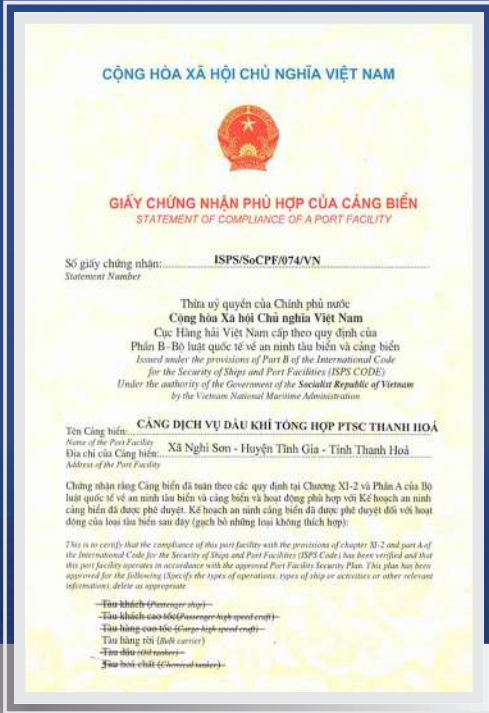 CỘNG HÒA XÃ HỘI CHỦ NGHĨA VIỆT NAM
GIẤY CHỨNG NHẬN PHÙ HỢP CỦA CẢNG BIỂN
STATEMENT OF COMPLIANCE OF A PORT FACILITY
Số giấy chứng nhận: ISPS/SoCPF/074/VN
Statement Number
Thừa uỷ quyền của Chính phủ nước
Cộng hòa Xã hội Chủ nghĩa Việt Nam
Cục Hàng hải Việt Nam cấp theo quy định của
Phần B-Bộ luật quốc tế về an ninh tàu biển và cảng biển
Issued under the provisions of Part B of the International Code
for the Security of Ships and Port Facilities (ISPS CODE)
Under the authority of the Government of the Socialist Republic of Vietnam
by the Vietnam National Maritime Administration
Tên Cảng biển: CẢNG DỊCH VỤ DẦU KHÍ TỔNG HỢP PTSC THANH HOÁ
Name of the Port Facility
Địa chỉ của Cảng biển: Xã Nghi Sơn - Huyện Tĩnh Gia - Tỉnh Thanh Hoá
Address of the Port Facility
Chứng nhận rằng Cảng biển đã tuân theo các quy định tại Chương XI-2 và Phần A của Bộ
luật quốc tế về an ninh tàu biển và cảng biển và hoạt động phù hợp với Kế hoạch an ninh
cảng biển đã được phê duyệt. Kế hoạch an ninh cảng biển đã được phê duyệt đối với hoạt
động của loại tàu biển sau đây (gạch bỏ những loại không thích hợp):
This is to certify that the compliance of this port facility with the provisions of chapter XI-2 and part A of
the International Code for the Security of Ships and Port Facilities (ISPS Code) has been verified and that
this port facility operates in accordance with the approved Port Facility Security Plan. This plan has been
approved for the following (Specify the types of operations, types of ship or activities or other relevant
information), delete as appropriate
Tàu khách (Passenger ship)
Tàu khách cao tốc(Passenger high speed craft)
Tàu hàng cao tốc (Cargo high speed craft)
Tàu hàng rời (Bulk carrier)
Tàu dầu (Oil tanker)
Tàu hoá chất (Chemical tanker)